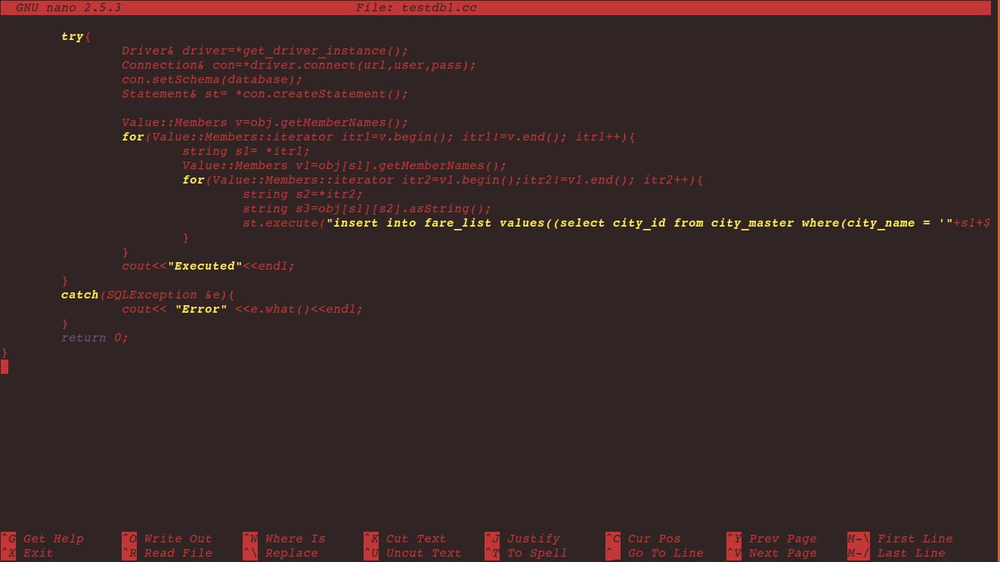 GNU nano 2.5.3 File: testdb1.cc
try{
Driver& driver=*get_driver_instance();
Connection& con=*driver.connect(url,user,pass);
con.setSchema(database);
Statement& st= *con.createStatement();
Value::Members v=obj.getMemberNames();
for(Value::Members::iterator itr1=v.begin(); itr1!=v.end(); itr1++){
string s1= *itr1;
Value::Members v1=obj[s1].getMemberNames();
for(Value::Members::iterator itr2=v1.begin();itr2!=v1.end(); itr2++){
string s2=*itr2;
string s3=obj[s1][s2].asString();
st.execute("insert into fare_list values((select city_id from city_master where(city_name = '"+s1+$
}
}
cout<<"Executed"<<endl;
}
catch(SQLException &e){
cout<< "Error" <<e.what()<<endl;
}
return 0;
}
^G Get Help ^O Write Out ^W Where Is ^K Cut Text ^J Justify ^C Cur Pos ^Y Prev Page M-\ First Line
^X Exit ^R Read File ^\ Replace ^U Uncut Text ^T To Spell ^_ Go To Line ^V Next Page M-/ Last Line